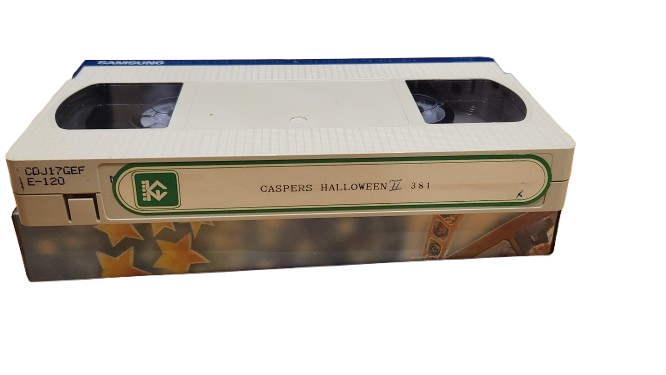 SAMSUNG
CDJ17GEF
E-120
CASPERS HALLOWEEN II 381